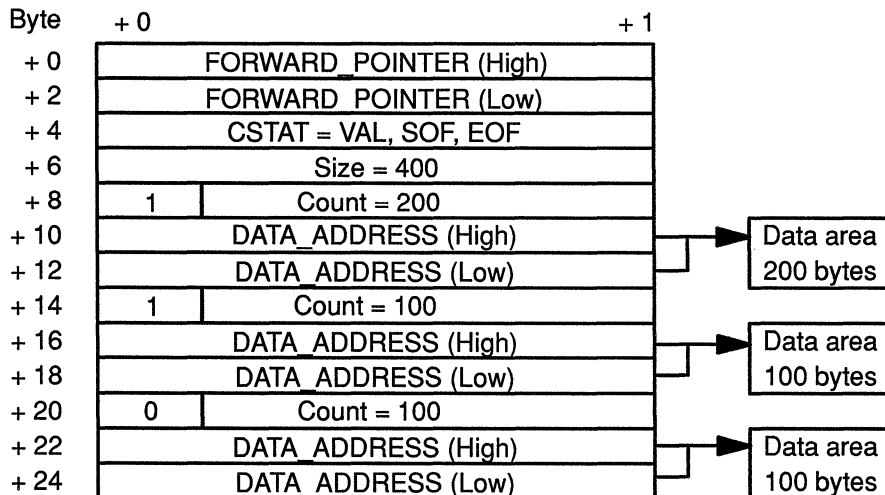 Byte + 0 + 1
+ 0 FORWARD_POINTER (High)
+ 2 FORWARD_POINTER (Low)
+ 4 CSTAT = VAL, SOF, EOF
+ 6 Size = 400
+ 8 1 Count = 200
+ 10 DATA_ADDRESS (High) Data area
+ 12 DATA_ADDRESS (Low) 200 bytes
+ 14 1 Count = 100
+ 16 DATA_ADDRESS (High) Data area
+ 18 DATA_ADDRESS (Low) 100 bytes
+ 20 0 Count = 100
+ 22 DATA_ADDRESS (High) Data area
+ 24 DATA_ADDRESS (Low) 100 bytes